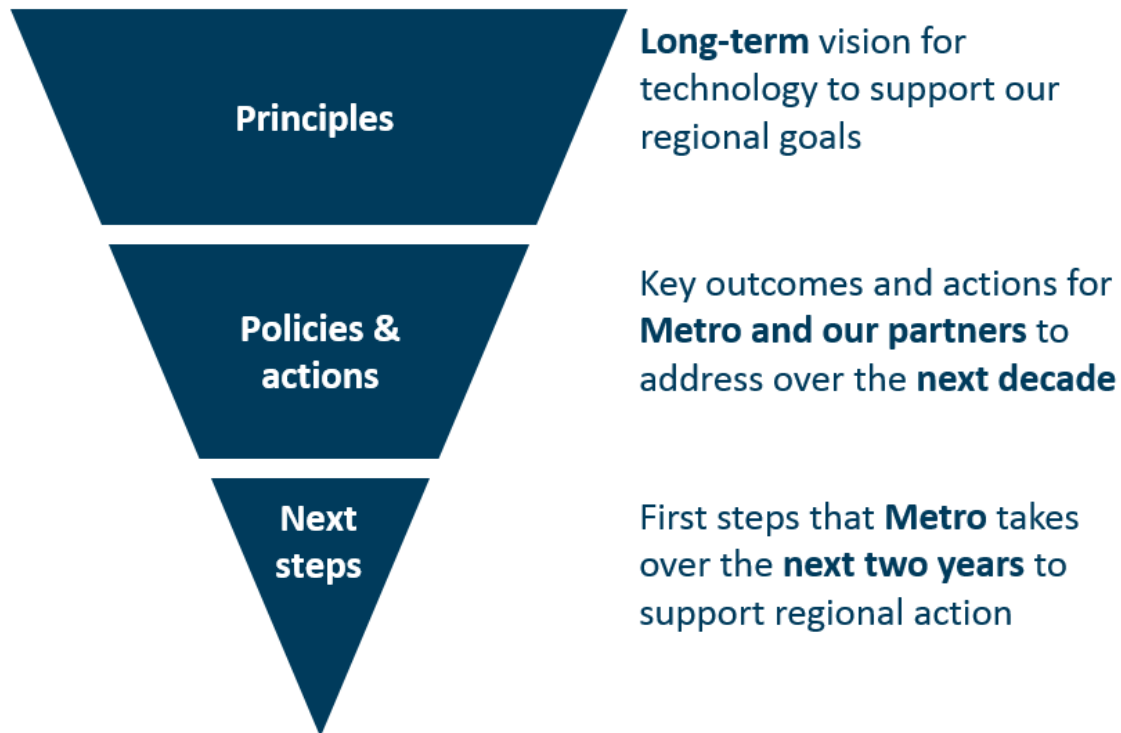 Principles
Long-term vision for
technology to support our
regional goals
Policies &
actions
Key outcomes and actions for
Metro and our partners to
address over the next decade
Next
steps
First steps that Metro takes
over the next two years to
support regional action